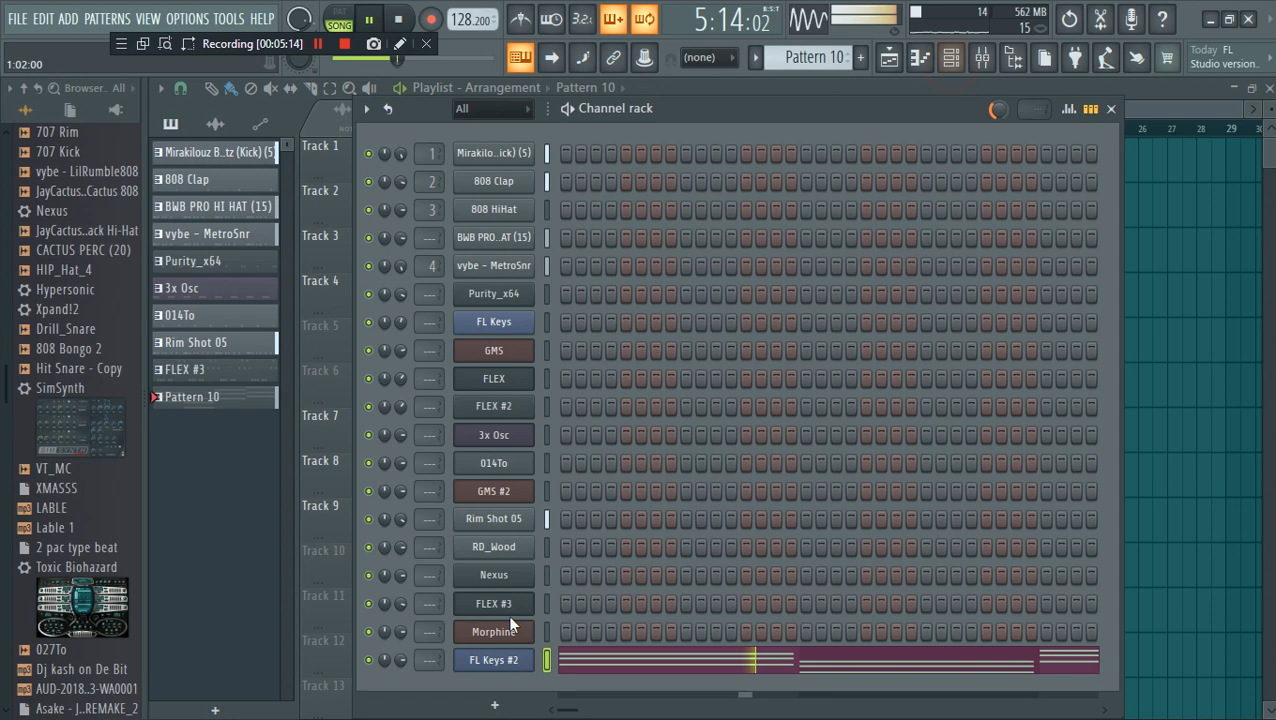 FILE EDIT ADD PATTERNS VIEW OPTIONS TOOLS HELP
PAT
SONG
128.200
3.2
5:14:02
M:S:CS
14
562 MB
15
Recording [00:05:14]
1:02:00
(none)
Pattern 10
Today FL
Studio version..
Browser.. All
Playlist - Arrangement
Pattern 10
707 Rim
707 Kick
vybe - LilRumble808
JayCactus..Cactus 808
Nexus
JayCactus...ack Hi-Hat
CACTUS PERC (20)
HIP_Hat_4
Hypersonic
Xpand!2
Drill_Snare
808 Bongo 2
Hit Snare - Copy
SimSynth
VT_MC
XMASSS
LABLE
Lable 1
2 pac type beat
Toxic Biohazard
027To
Dj kash on De Bit
AUD-2018..3-WA0001
Asake - J..REMAKE_2
Mirakilouz B..tz (Kick) (5)
808 Clap
BWB PRO HI HAT (15)
vybe - MetroSnr
Purity_x64
3x Osc
014To
Rim Shot 05
FLEX #3
Pattern 10
Track 1
Track 2
Track 3
Track 4
Track 5
Track 6
Track 7
Track 8
Track 9
Track 10
Track 11
Track 12
Track 13
All
Channel rack
1 Mirakilo..ick) (5)
2 808 Clap
3 808 HiHat
--- BWB PRO..AT (15)
4 vybe - MetroSnr
--- Purity_x64
--- FL Keys
--- GMS
--- FLEX
--- FLEX #2
--- 3x Osc
--- 014To
--- GMS #2
--- Rim Shot 05
--- RD_Wood
--- Nexus
--- FLEX #3
--- Morphine
--- FL Keys #2
26 27 28 29 30